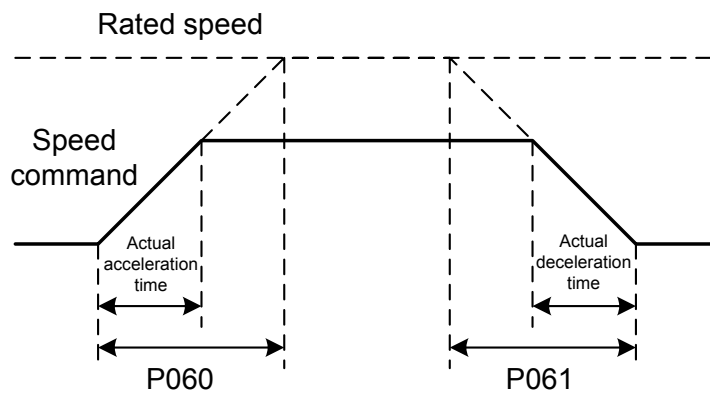 Rated speed
Speed
command
Actual
acceleration
time
Actual
deceleration
time
P060
P061